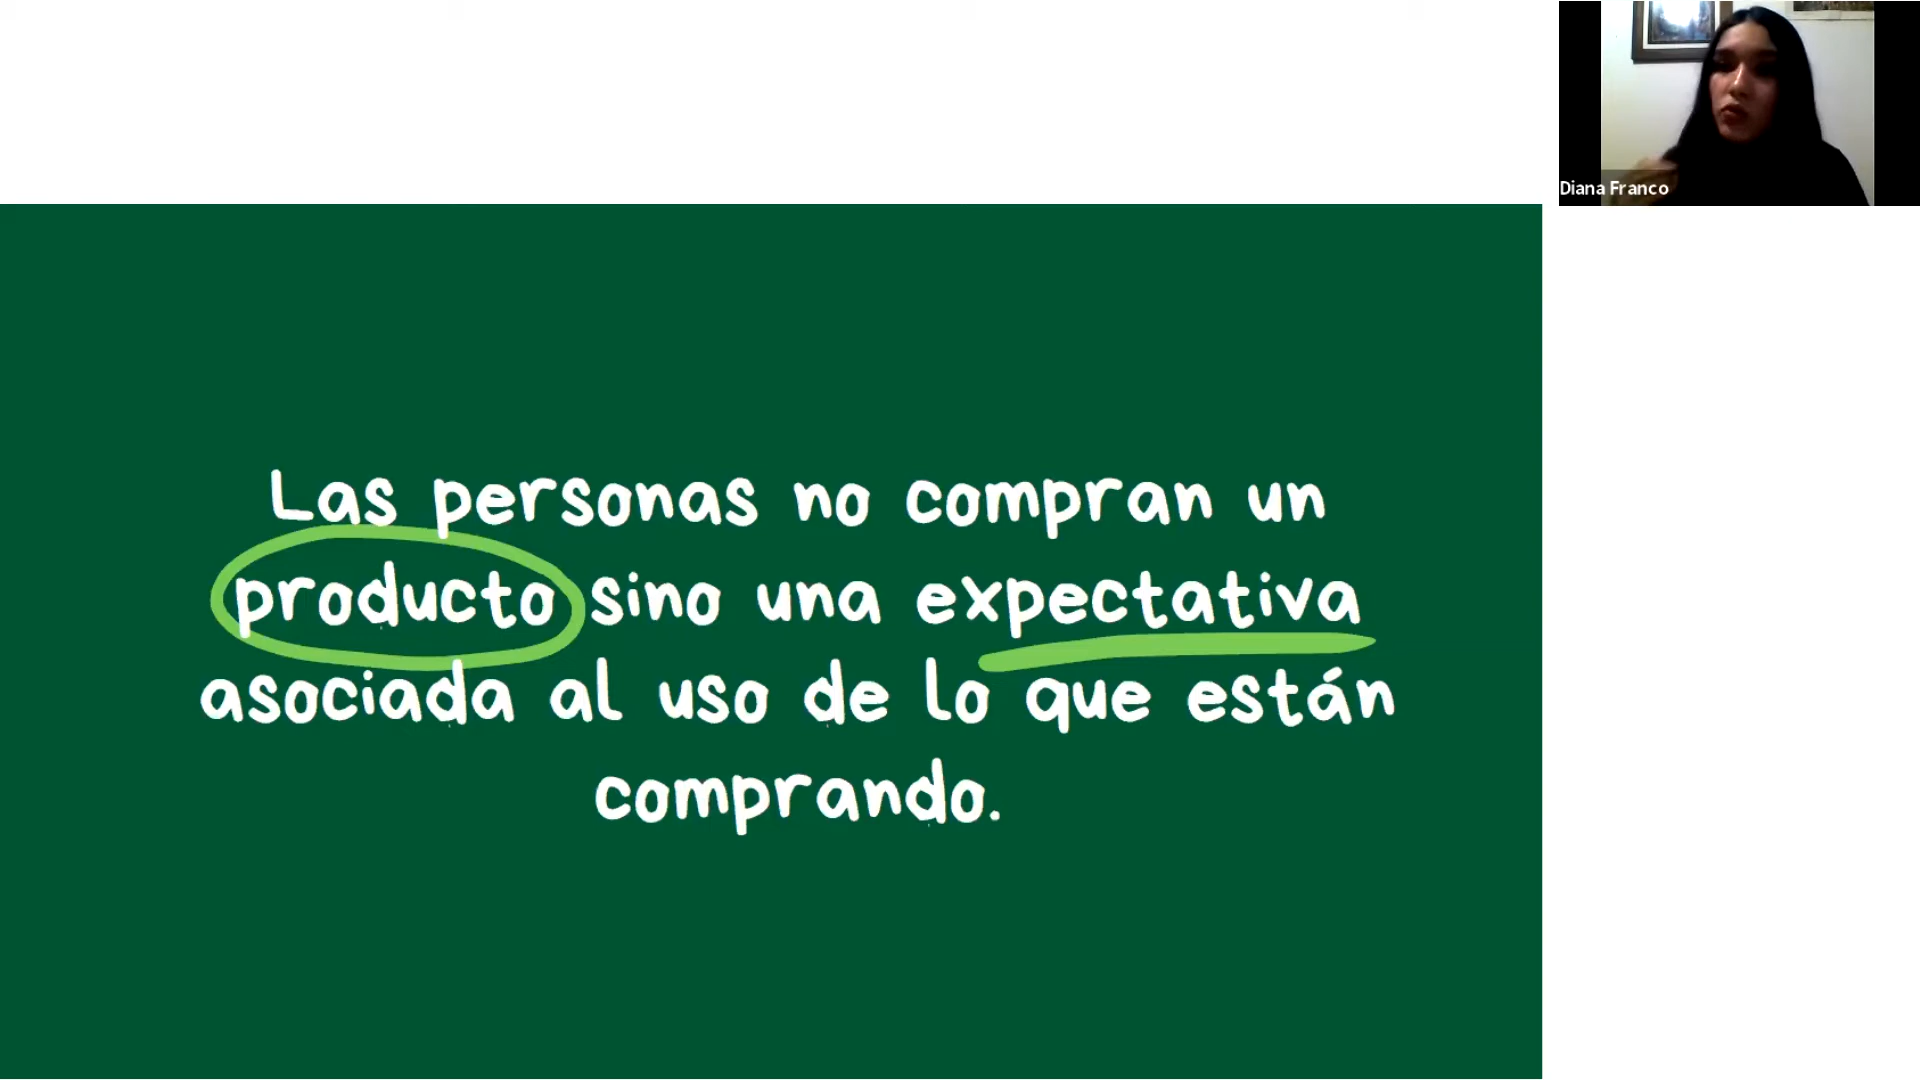 Diana Franco
Las personas no compran un
producto sino una expectativa
asociada al uso de lo que están
comprando.